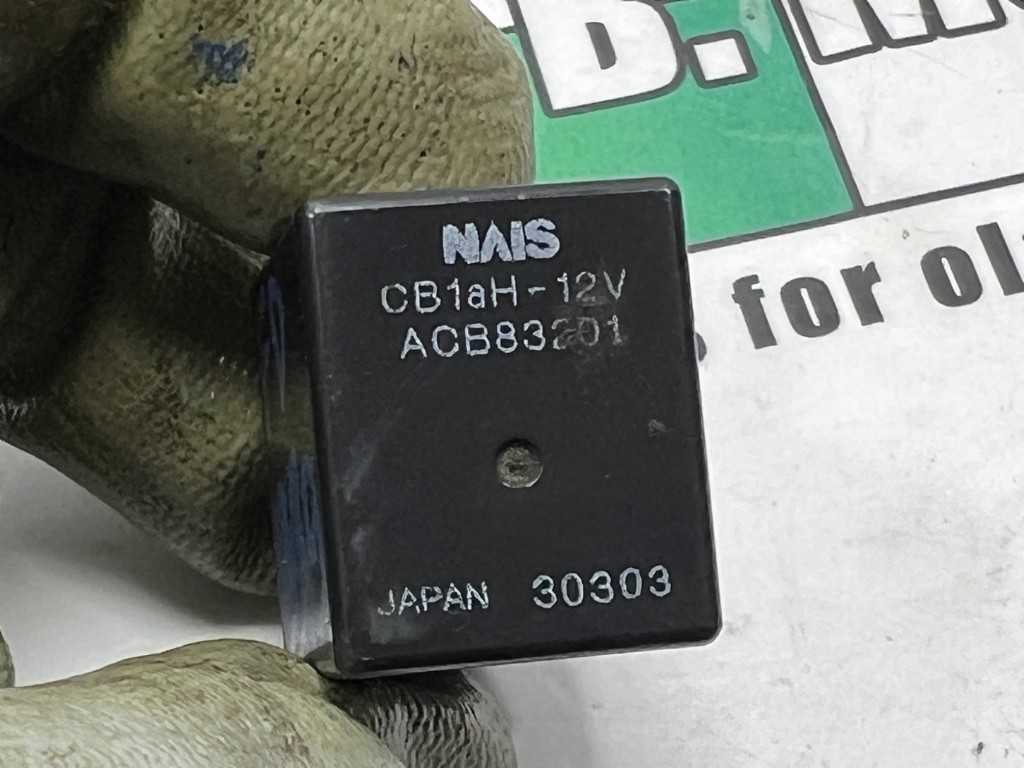 NAIS
CB1aH-12V
ACB83201
JAPAN 30303
for